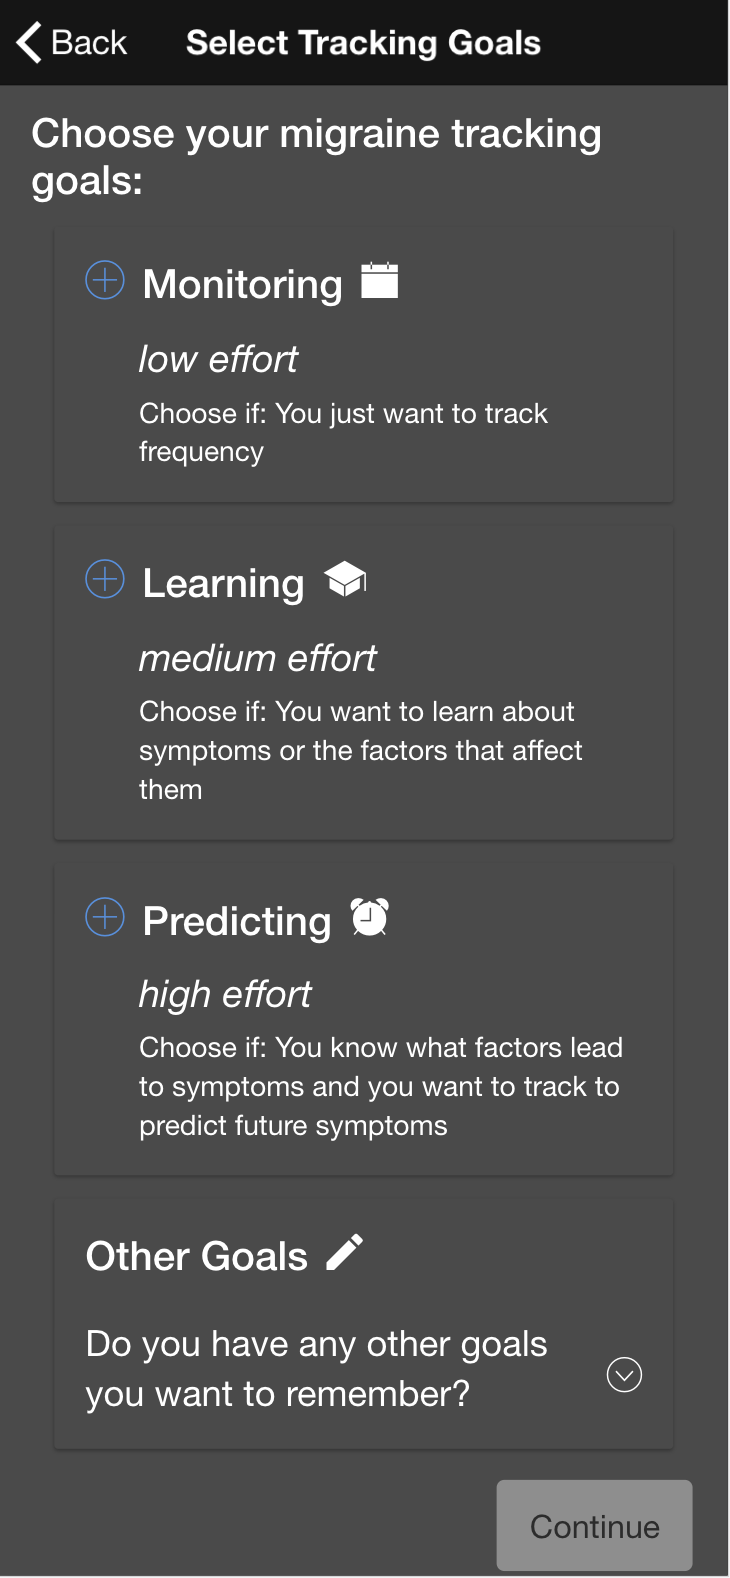 Back
Select Tracking Goals
Choose your migraine tracking
goals:
Monitoring
low effort
Choose if: You just want to track
frequency
Learning
medium effort
Choose if: You want to learn about
symptoms or the factors that affect
them
Predicting
high effort
Choose if: You know what factors lead
to symptoms and you want to track to
predict future symptoms
Other Goals
Do you have any other goals
you want to remember?
Continue